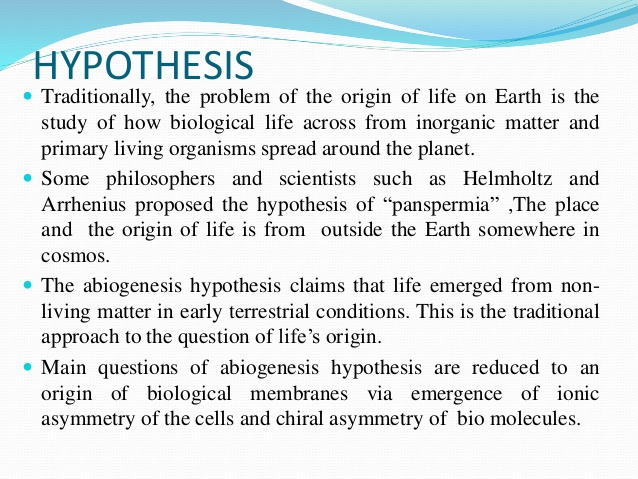 HYPOTHESIS
• Traditionally, the problem of the origin of life on Earth is the
study of how biological life across from inorganic matter and
primary living organisms spread around the planet.
• Some philosophers and scientists such as Helmholtz and
Arrhenius proposed the hypothesis of “panspermia” ,The place
and the origin of life is from outside the Earth somewhere in
cosmos.
• The abiogenesis hypothesis claims that life emerged from non-
living matter in early terrestrial conditions. This is the traditional
approach to the question of life’s origin.
• Main questions of abiogenesis hypothesis are reduced to an
origin of biological membranes via emergence of ionic
asymmetry of the cells and chiral asymmetry of bio molecules.